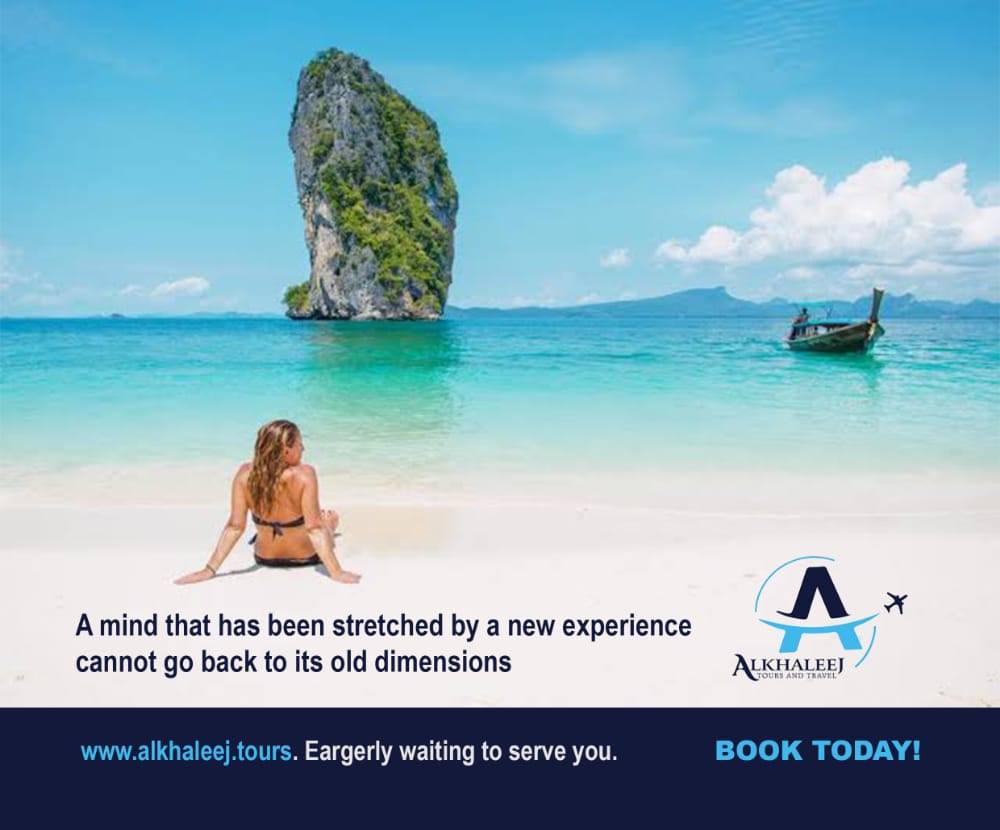 A mind that has been stretched by a new experience
cannot go back to its old dimensions
ALKHALEEJ
TOURS AND TRAVEL
www.alkhaleej.tours. Eargerly waiting to serve you.
BOOK TODAY!